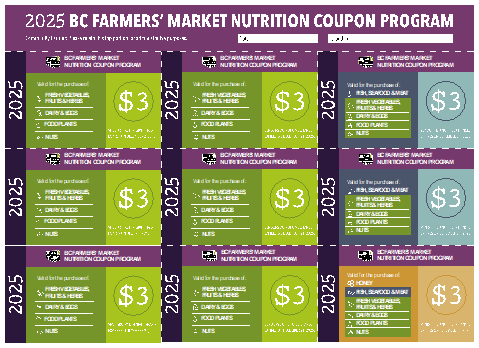 2025 BC FARMERS' MARKET NUTRITION COUPON PROGRAM
2025
BC FARMERS' MARKET
NUTRITION COUPON PROGRAM
Valid for the purchase of:
FRESH VEGETABLES,
FRUITS & HERBS
DAIRY & EGGS
FOOD PLANTS
NUTS
$3
2025
BC FARMERS' MARKET
NUTRITION COUPON PROGRAM
Valid for the purchase of:
FRESH VEGETABLES,
FRUITS & HERBS
DAIRY & EGGS
FOOD PLANTS
NUTS
$3
2025
BC FARMERS' MARKET
NUTRITION COUPON PROGRAM
Valid for the purchase of:
FISH, SEAFOOD & MEAT
FRESH VEGETABLES,
FRUITS & HERBS
DAIRY & EGGS
FOOD PLANTS
NUTS
$3
2025
BC FARMERS' MARKET
NUTRITION COUPON PROGRAM
Valid for the purchase of:
FRESH VEGETABLES,
FRUITS & HERBS
DAIRY & EGGS
FOOD PLANTS
NUTS
$3
2025
BC FARMERS' MARKET
NUTRITION COUPON PROGRAM
Valid for the purchase of:
FRESH VEGETABLES,
FRUITS & HERBS
DAIRY & EGGS
FOOD PLANTS
NUTS
$3
2025
BC FARMERS' MARKET
NUTRITION COUPON PROGRAM
Valid for the purchase of:
FISH, SEAFOOD & MEAT
FRESH VEGETABLES,
FRUITS & HERBS
DAIRY & EGGS
FOOD PLANTS
NUTS
$3
2025
BC FARMERS' MARKET
NUTRITION COUPON PROGRAM
Valid for the purchase of:
FRESH VEGETABLES,
FRUITS & HERBS
DAIRY & EGGS
FOOD PLANTS
NUTS
$3
2025
BC FARMERS' MARKET
NUTRITION COUPON PROGRAM
Valid for the purchase of:
FRESH VEGETABLES,
FRUITS & HERBS
DAIRY & EGGS
FOOD PLANTS
NUTS
$3
2025
BC FARMERS' MARKET
NUTRITION COUPON PROGRAM
Valid for the purchase of:
HONEY
FISH, SEAFOOD & MEAT
FRESH VEGETABLES,
FRUITS & HERBS
DAIRY & EGGS
FOOD PLANTS
NUTS
$3